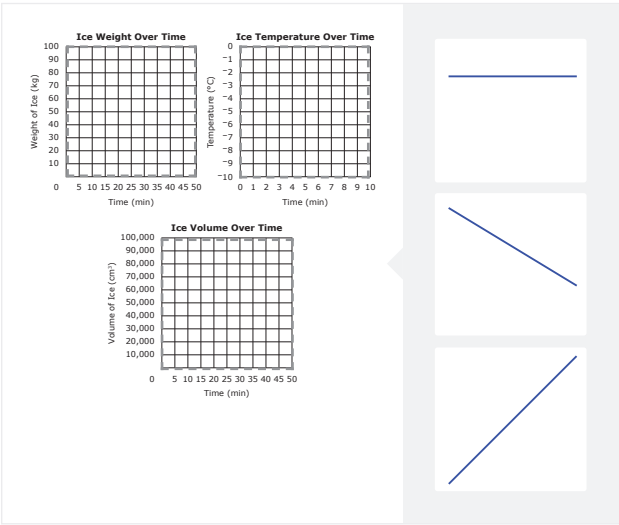 Ice Weight Over Time
100
90
80
70
60
50
40
30
20
10
0 5 10 15 20 25 30 35 40 45 50
Weight of Ice (kg)
Time (min)
Ice Temperature Over Time
0
−1
−2
−3
−4
−5
−6
−7
−8
−9
−10
0 1 2 3 4 5 6 7 8 9 10
Temperature (°C)
Time (min)
Ice Volume Over Time
100,000
90,000
80,000
70,000
60,000
50,000
40,000
30,000
20,000
10,000
0 5 10 15 20 25 30 35 40 45 50
Volume of Ice (cm³)
Time (min)